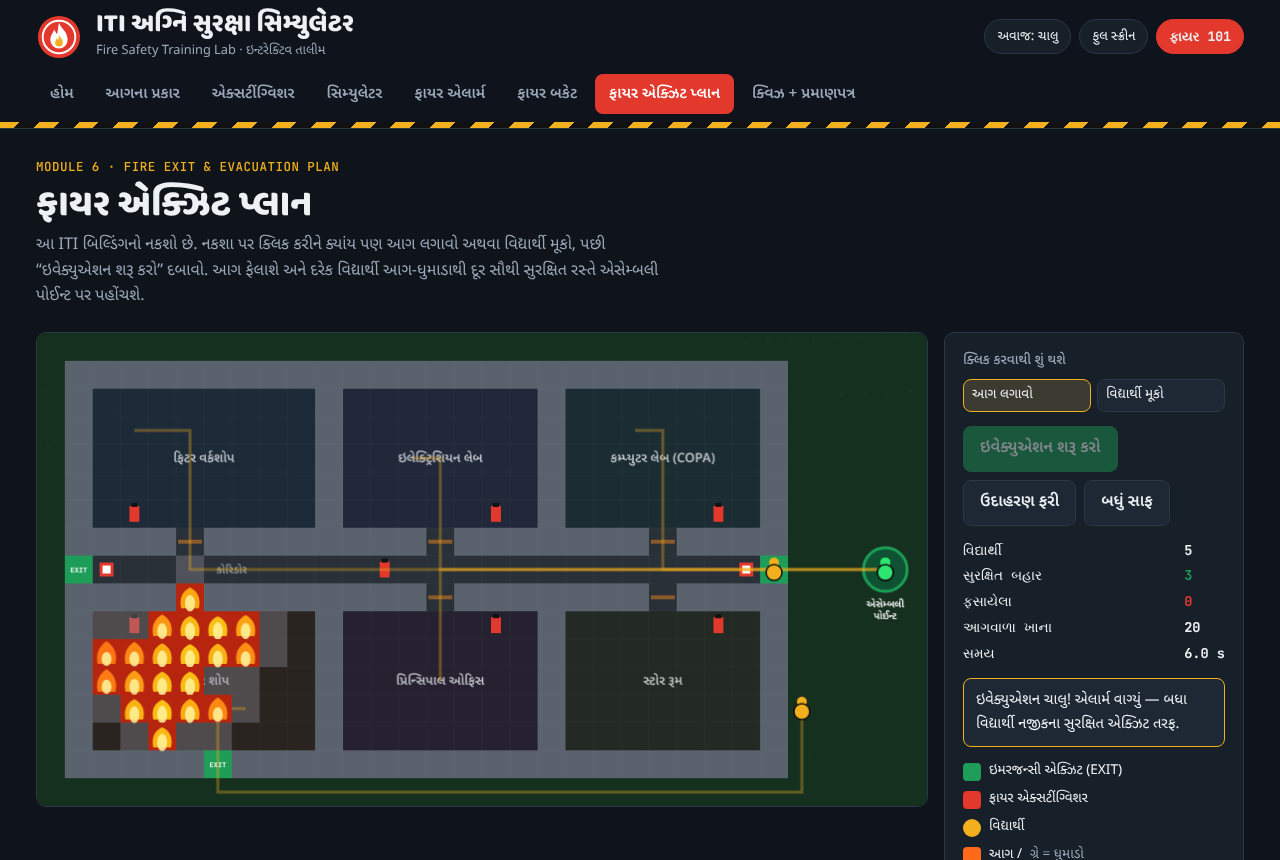 ITI અગ્નિ સુરક્ષા સિમ્યુલેટર
Fire Safety Training Lab · ઇન્ટરેક્ટિવ તાલીમ
અવાજ: ચાલુ
ફુલ સ્ક્રીન
ફાયર 101
હોમ
આગના પ્રકાર
એક્સટીંગ્વિશર
સિમ્યુલેટર
ફાયર એલાર્મ
ફાયર બકેટ
ફાયર એક્ઝિટ પ્લાન
ક્વિઝ + પ્રમાણપત્ર
MODULE 6 · FIRE EXIT & EVACUATION PLAN
ફાયર એક્ઝિટ પ્લાન
આ ITI બિલ્ડિંગનો નકશો છે. નકશા પર ક્લિક કરીને ક્યાંય પણ આગ લગાવો અથવા વિદ્યાર્થી મૂકો, પછી
“ઇવેક્યુએશન શરૂ કરો” દબાવો. આગ ફેલાશે અને દરેક વિદ્યાર્થી આગ-ધુમાડાથી દૂર સૌથી સુરક્ષિત રસ્તે એસેમ્બલી
પોઈન્ટ પર પહોંચશે.
ફિટર વર્કશોપ
ઇલેક્ટ્રિશિયન લેબ
કમ્પ્યુટર લેબ (COPA)
EXIT
કોરિડોર
એસેમ્બલી
પોઈન્ટ
શોપ
પ્રિન્સિપાલ ઓફિસ
સ્ટોર રૂમ
EXIT
ક્લિક કરવાથી શું થશે
આગ લગાવો
વિદ્યાર્થી મૂકો
ઇવેક્યુએશન શરૂ કરો
ઉદાહરણ ફરી
બધું સાફ
વિદ્યાર્થી 5
સુરક્ષિત બહાર 3
ફસાયેલા 0
આગવાળા ખાના 20
સમય 6.0 s
ઇવેક્યુએશન ચાલુ! એલાર્મ વાગ્યું — બધા
વિદ્યાર્થી નજીકના સુરક્ષિત એક્ઝિટ તરફ.
ઇમરજન્સી એક્ઝિટ (EXIT)
ફાયર એક્સટીંગ્વિશર
વિદ્યાર્થી
આગ / ગ્રે = ધુમાડો